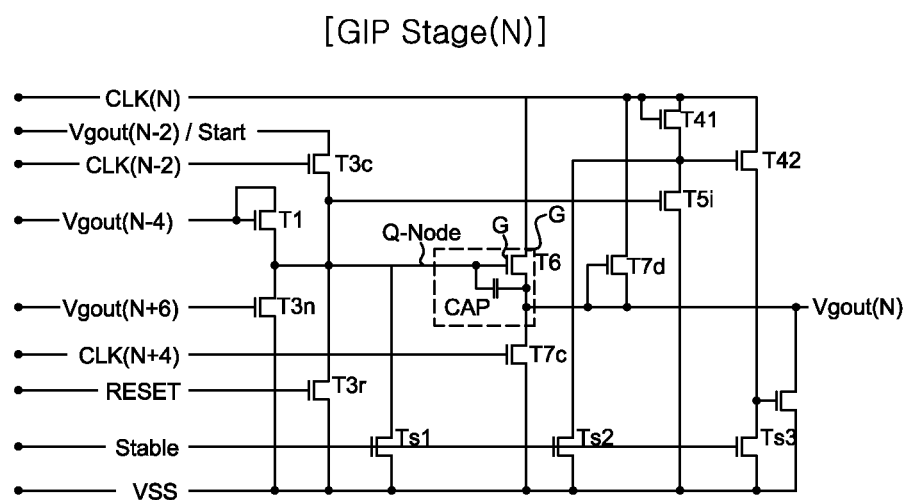 [GIP Stage(N)]
CLK(N)
T41
Vgout(N-2) / Start
CLK(N-2)
T3c
T42
T5i
Vgout(N-4)
T1
Q-Node
G
G
T6
T7d
CAP
Vgout(N+6)
T3n
Vgout(N)
CLK(N+4)
T7c
RESET
T3r
Stable
Ts1
Ts2
Ts3
VSS